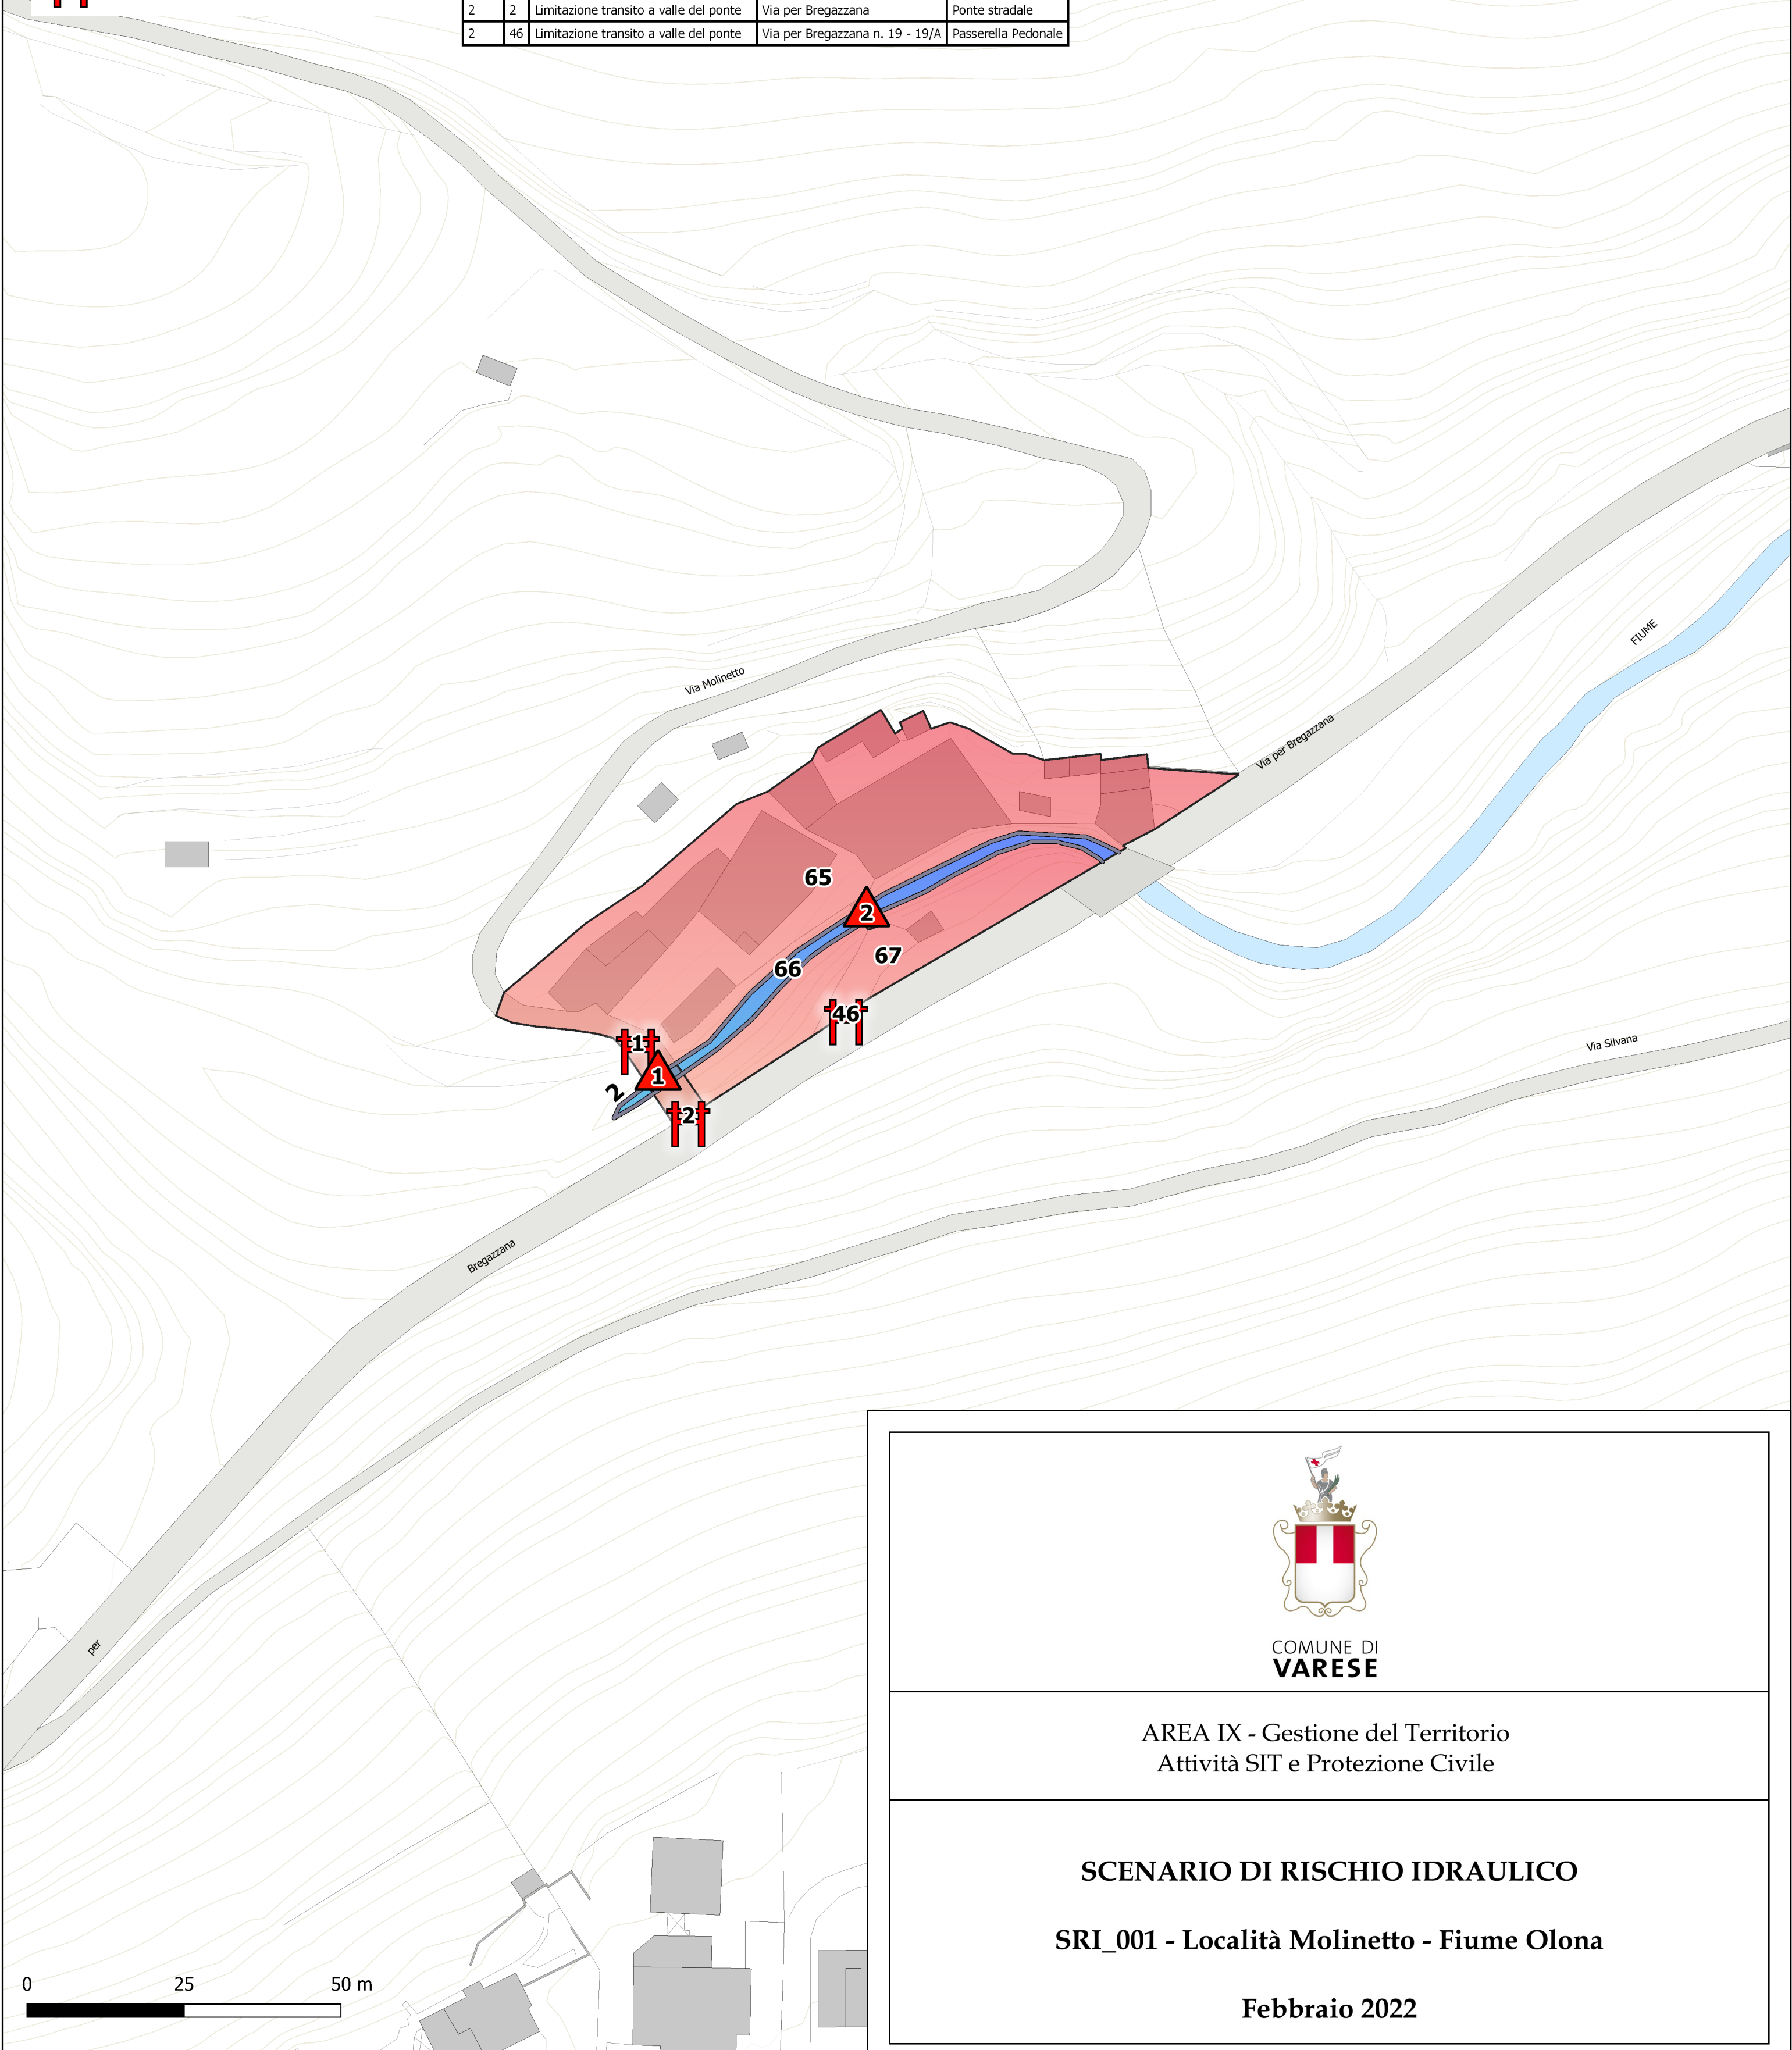 2 2 Limitazione transito a valle del ponte Via per Bregazzana Ponte stradale
2 46 Limitazione transito a valle del ponte Via per Bregazzana n. 19 - 19/A Passerella Pedonale
FIUME
Via Molinetto
Via per Bregazzana
65
2
67
66
46
1
1
2
2
Via Silvana
Bregazzana
per
COMUNE DI
VARESE
AREA IX - Gestione del Territorio
Attività SIT e Protezione Civile
SCENARIO DI RISCHIO IDRAULICO
SRI_001 - Località Molinetto - Fiume Olona
Febbraio 2022
0 25 50 m